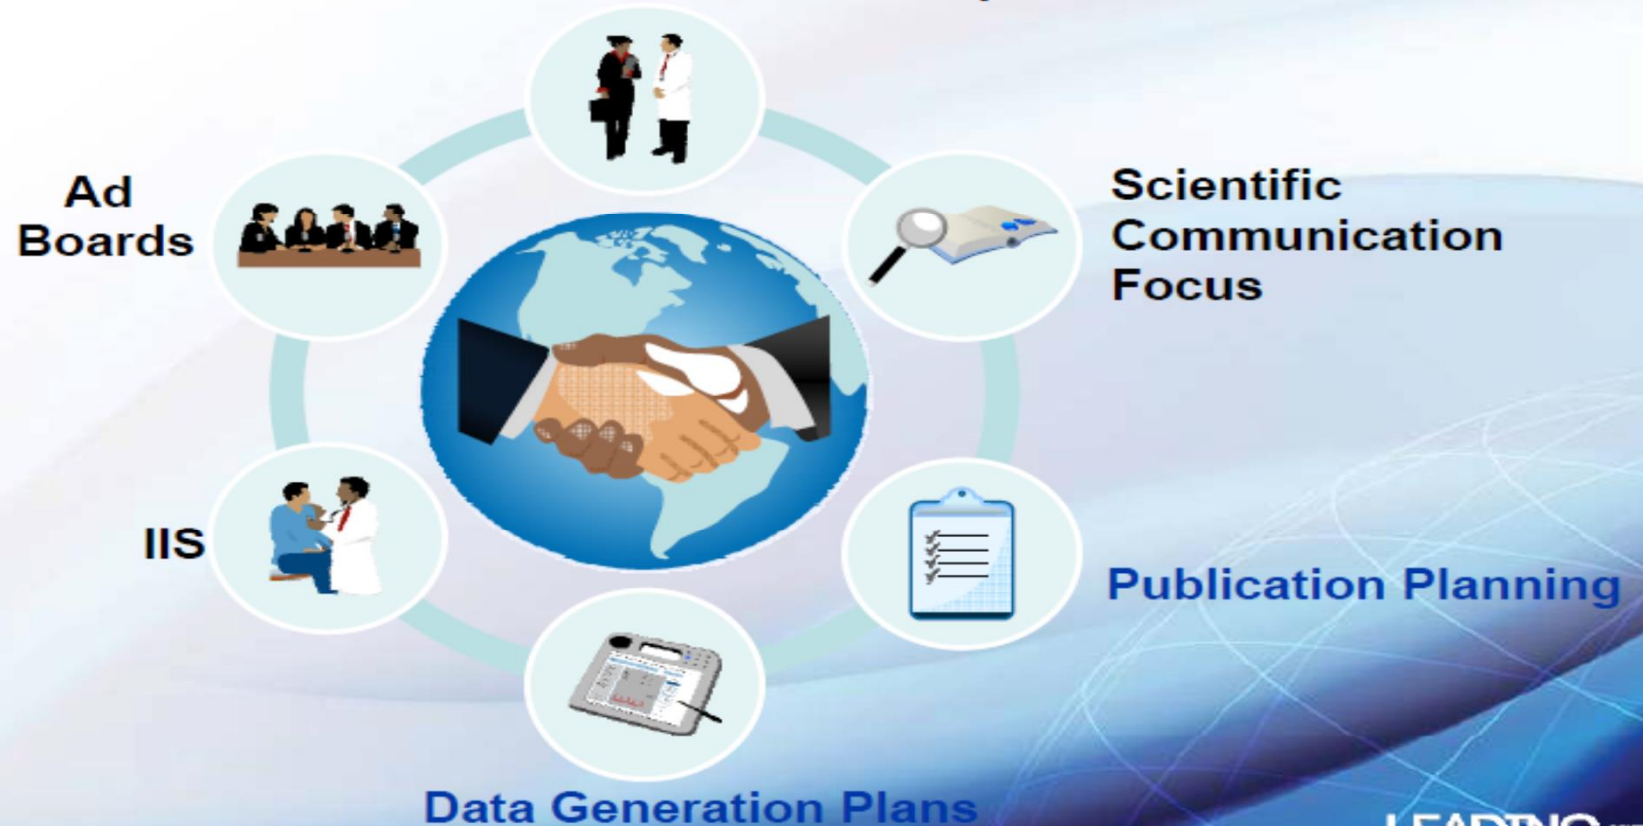 Ad
Boards
Scientific
Communication
Focus
IIS
Publication Planning
Data Generation Plans